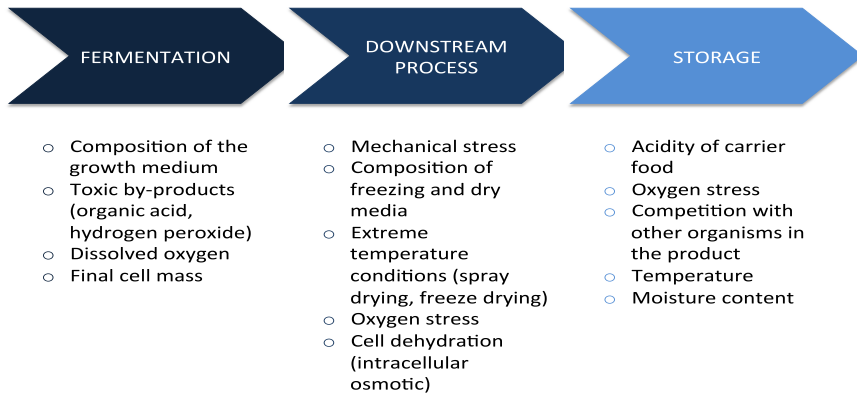 FERMENTATION
○ Composition of the
growth medium
○ Toxic by-products
(organic acid,
hydrogen peroxide)
○ Dissolved oxygen
○ Final cell mass
DOWNSTREAM
PROCESS
○ Mechanical stress
○ Composition of
freezing and dry
media
○ Extreme
temperature
conditions (spray
drying, freeze drying)
○ Oxygen stress
○ Cell dehydration
(intracellular
osmotic)
STORAGE
○ Acidity of carrier
food
○ Oxygen stress
○ Competition with
other organisms in
the product
○ Temperature
○ Moisture content